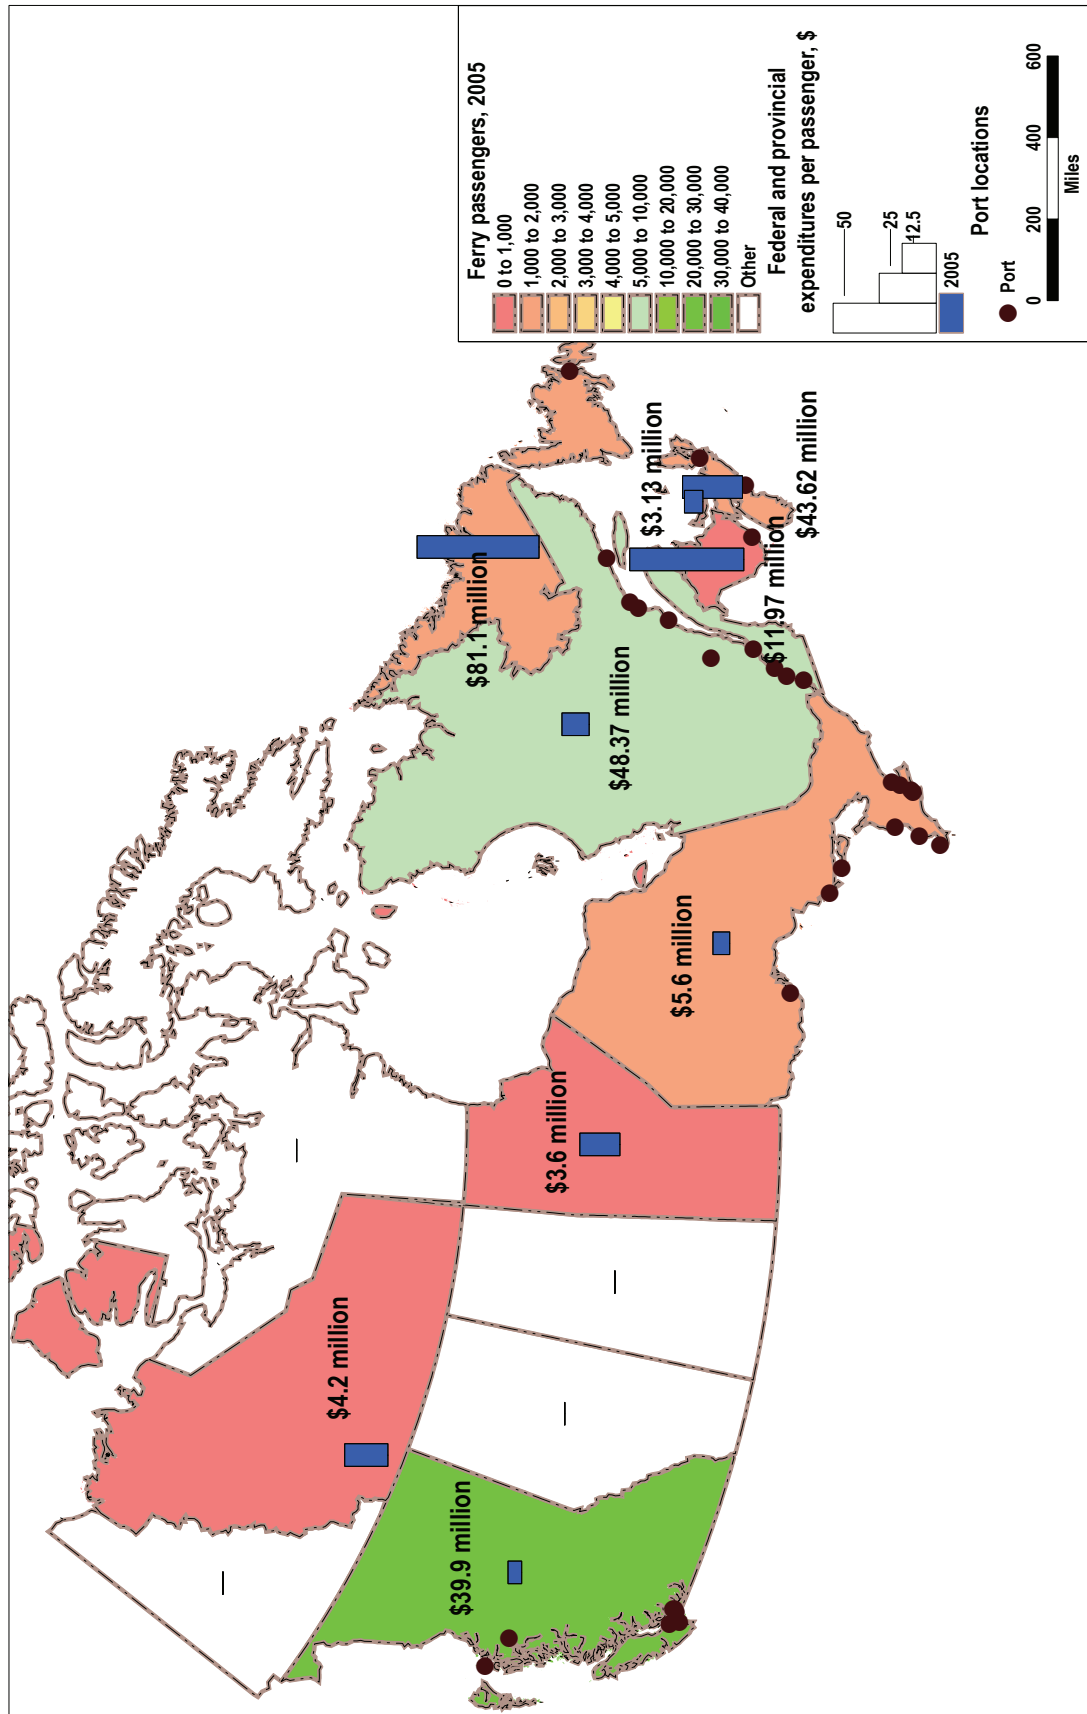 Ferry passengers, 2005
0 to 1,000
1,000 to 2,000
2,000 to 3,000
3,000 to 4,000
4,000 to 5,000
5,000 to 10,000
10,000 to 20,000
20,000 to 30,000
30,000 to 40,000
Other
Federal and provincial
expenditures per passenger, $
50
25
12.5
2005
Port locations
Port
0 200 400 600
Miles
$4.2 million
$39.9 million
$3.6 million
$5.6 million
$48.37 million
$81.1 million
$3.13 million
$11.97 million
$43.62 million